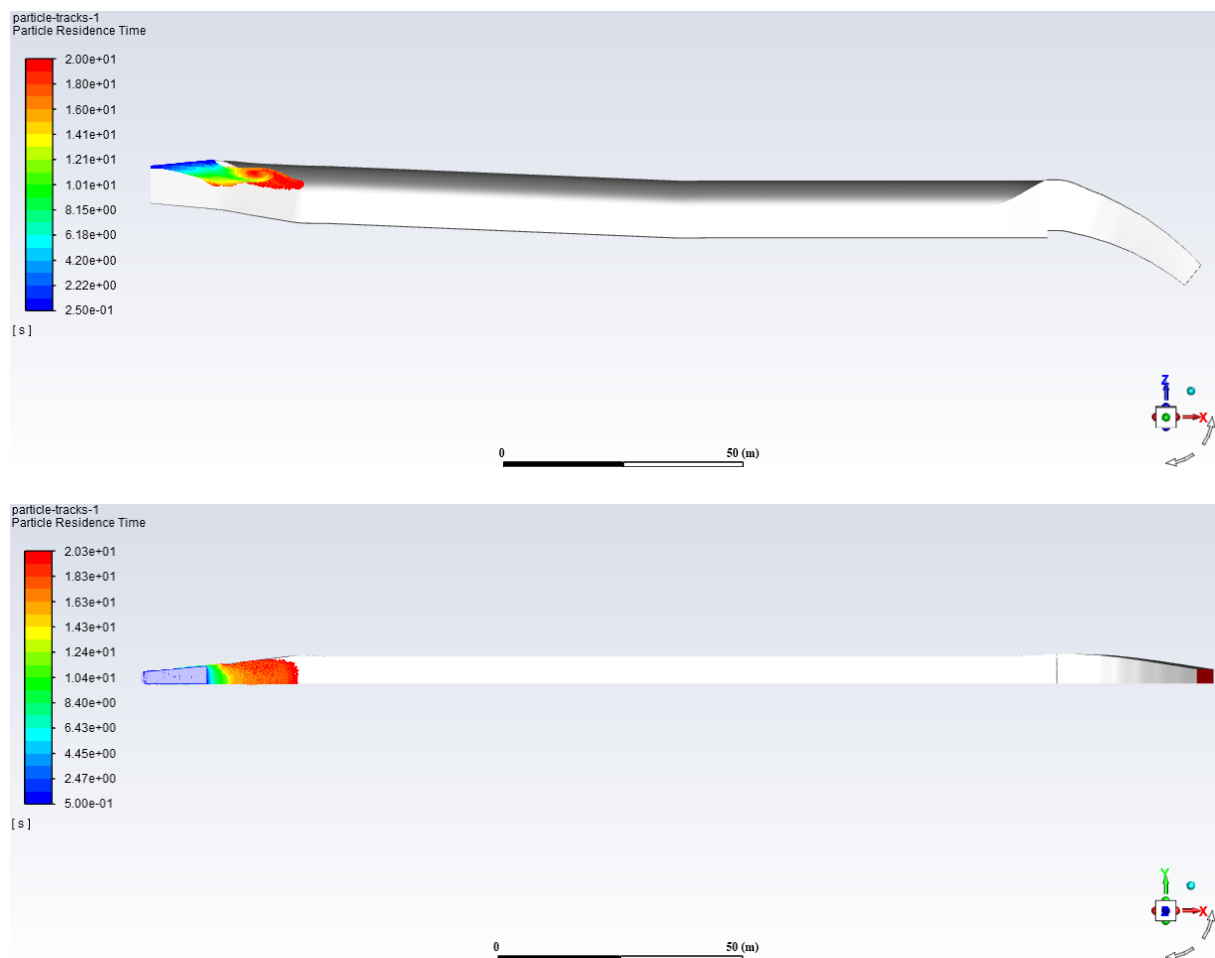 particle-tracks-1
Particle Residence Time
2.00e+01
1.80e+01
1.60e+01
1.41e+01
1.21e+01
1.01e+01
8.15e+00
6.18e+00
4.20e+00
2.22e+00
2.50e-01
[ s ]
Z
X
0 50 (m)
particle-tracks-1
Particle Residence Time
2.03e+01
1.83e+01
1.63e+01
1.43e+01
1.24e+01
1.04e+01
8.40e+00
6.43e+00
4.45e+00
2.47e+00
5.00e-01
[ s ]
Y
X
0 50 (m)